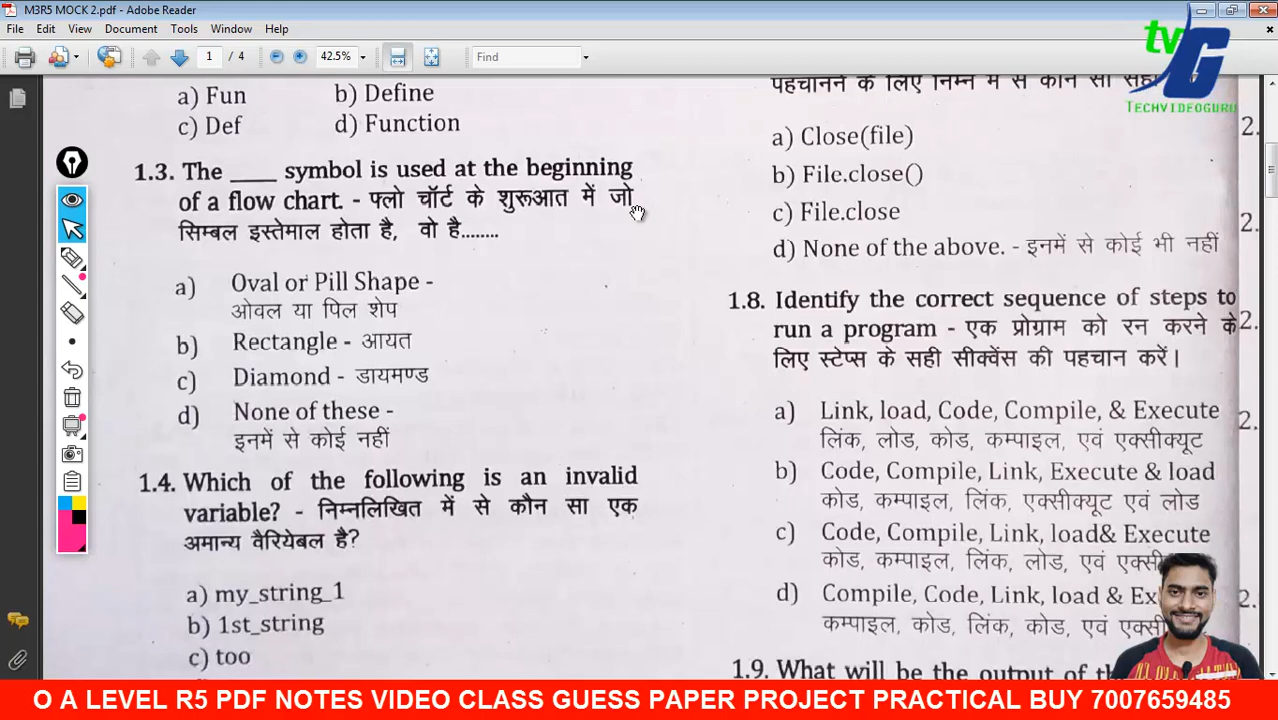 M3R5 MOCK 2.pdf - Adobe Reader
File Edit View Document Tools Window Help
1 / 4 42.5% Find
tv G
TECHVIDEOGURU
a) Fun b) Define
c) Def d) Function
1.3. The ____ symbol is used at the beginning
of a flow chart. - फ्लो चॉर्ट के शुरूआत में जो
सिम्बल इस्तेमाल होता है, वो है........
a) Oval or Pill Shape -
ओवल या पिल शेप
b) Rectangle - आयत
c) Diamond - डायमण्ड
d) None of these -
इनमें से कोई नहीं
1.4. Which of the following is an invalid
variable? - निम्नलिखित में से कौन सा एक
अमान्य वैरियेबल है?
a) my_string_1
b) 1st_string
c) too
पहचानने के लिए निम्न में से कौन सा
a) Close(file)
b) File.close()
c) File.close
d) None of the above. - इनमें से कोई भी नहीं
1.8. Identify the correct sequence of steps to
run a program - एक प्रोग्राम को रन करने के
लिए स्टेप्स के सही सीक्वेंस की पहचान करें।
a) Link, load, Code, Compile, & Execute
लिंक, लोड, कोड, कम्पाइल, एवं एक्सीक्यूट
b) Code, Compile, Link, Execute & load
कोड, कम्पाइल, लिंक, एक्सीक्यूट एवं लोड
c) Code, Compile, Link, load& Execute
कोड, कम्पाइल, लिंक, लोड, एवं
d) Compile, Code, Link, load &
कम्पाइल, कोड, लिंक, कोड, एवं
1.9. What will be the output of
2.
2.
2.
2.
2.
O A LEVEL R5 PDF NOTES VIDEO CLASS GUESS PAPER PROJECT PRACTICAL BUY 7007659485